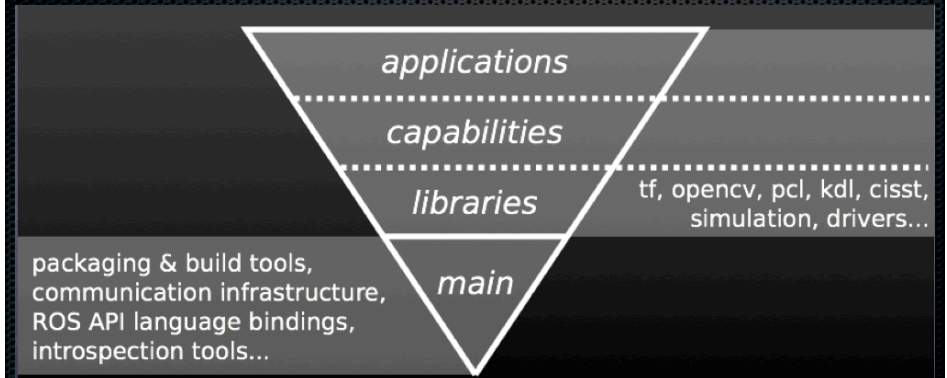 applications
capabilities
libraries
tf, opencv, pcl, kdl, cisst,
simulation, drivers...
main
packaging & build tools,
communication infrastructure,
ROS API language bindings,
introspection tools...